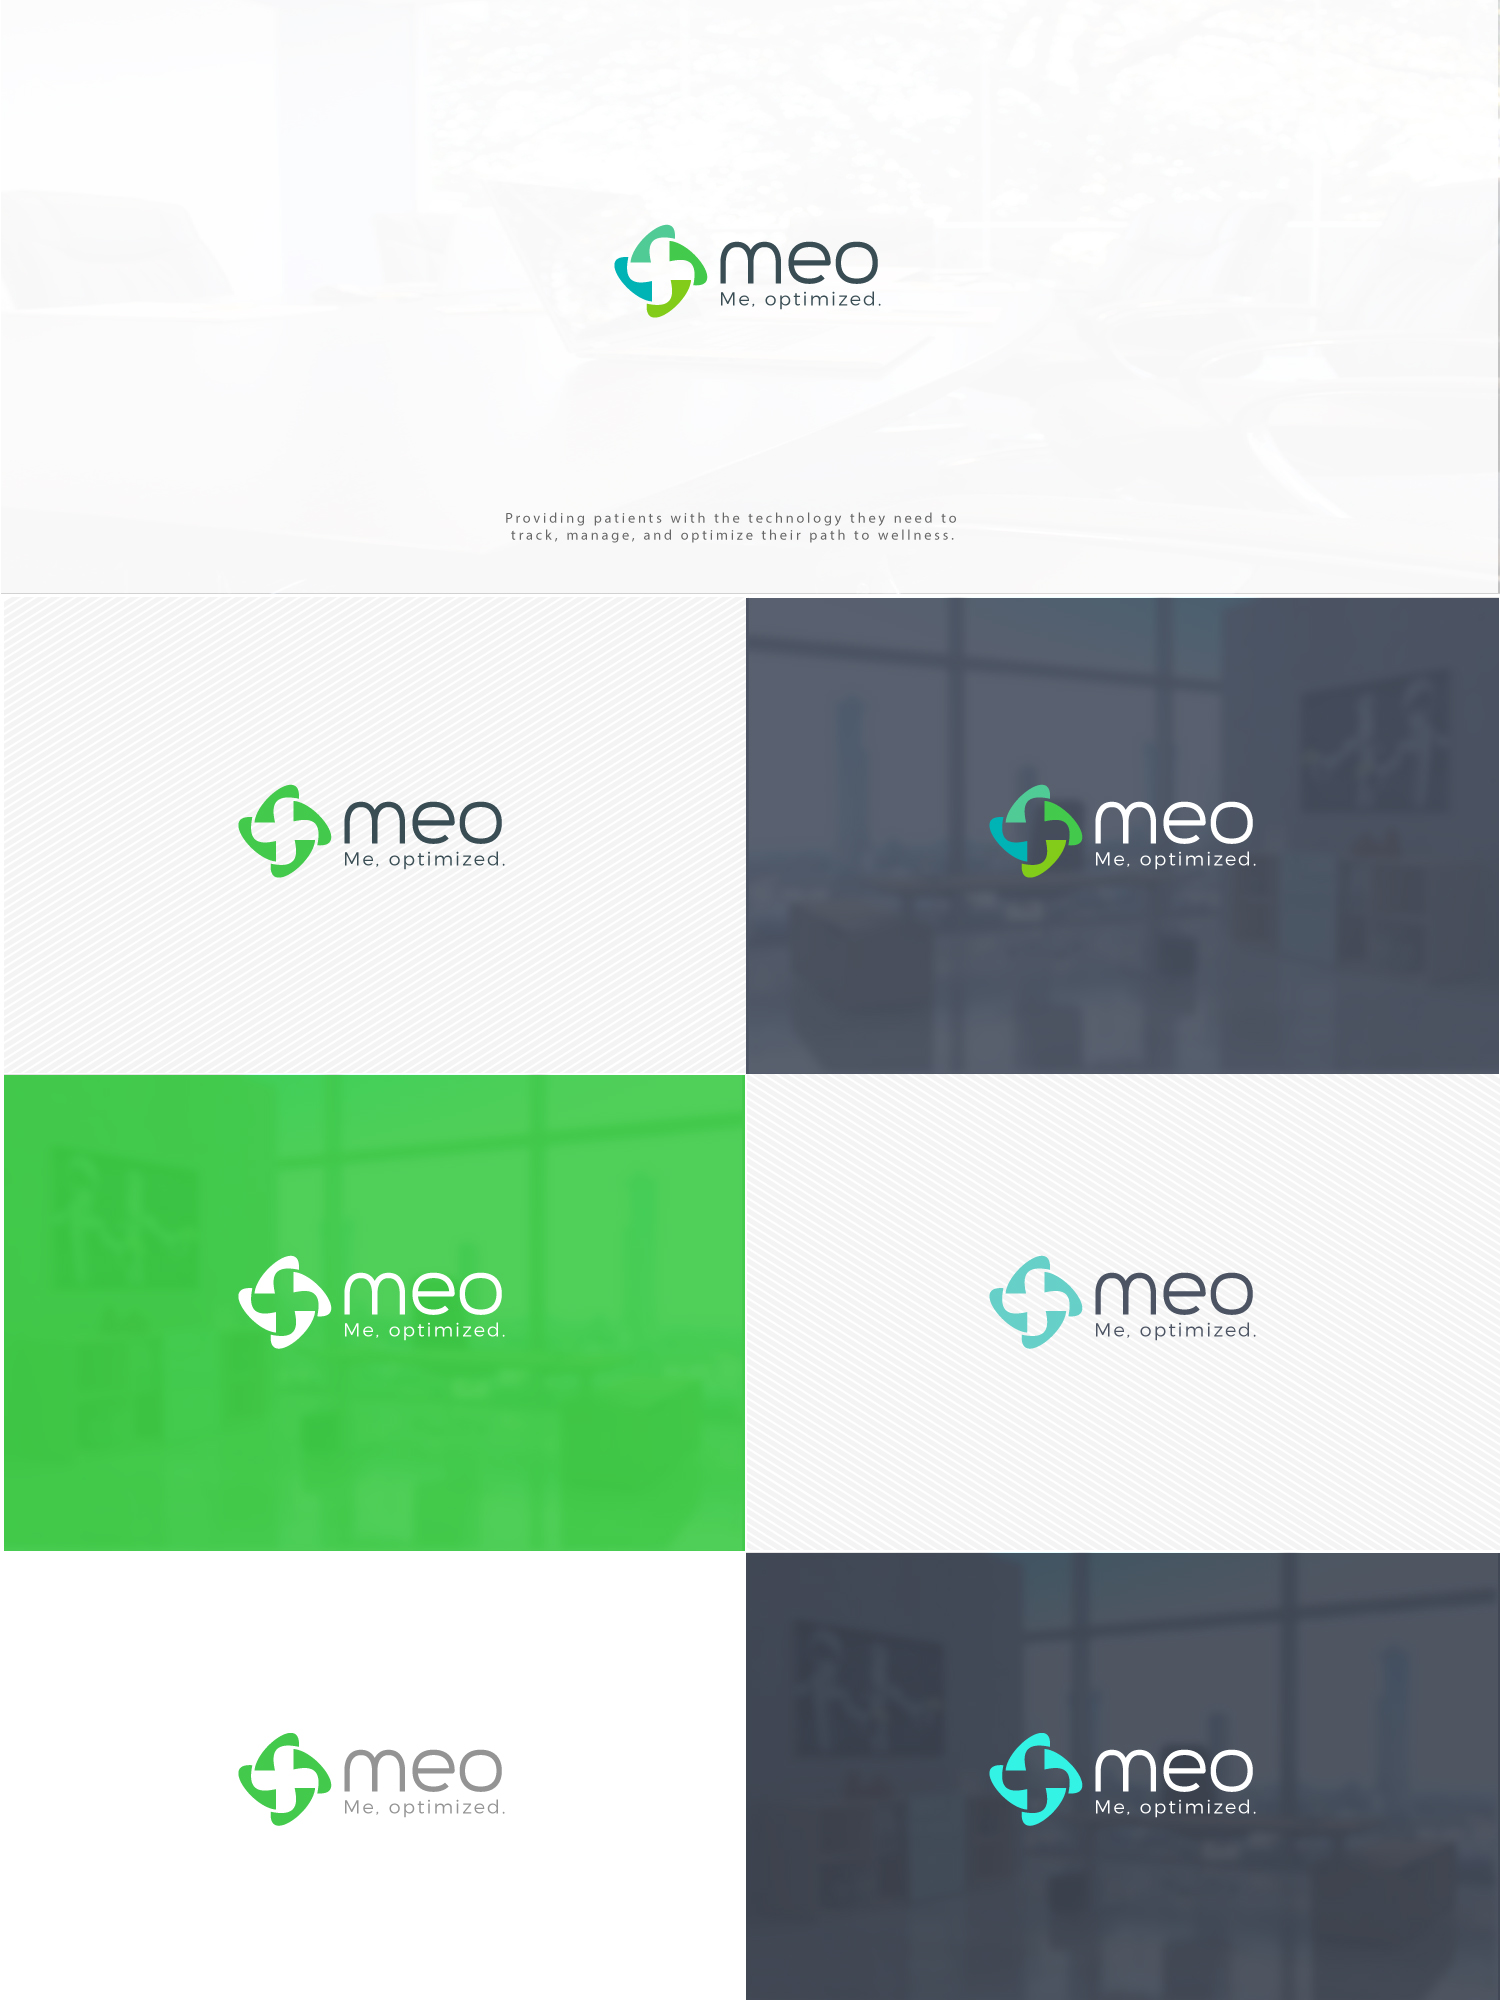 meo
Me, optimized.
Providing patients with the technology they need to
track, manage, and optimize their path to wellness.
meo
Me, optimized.
meo
Me, optimized.
meo
Me, optimized.
meo
Me, optimized.
meo
Me, optimized.
meo
Me, optimized.